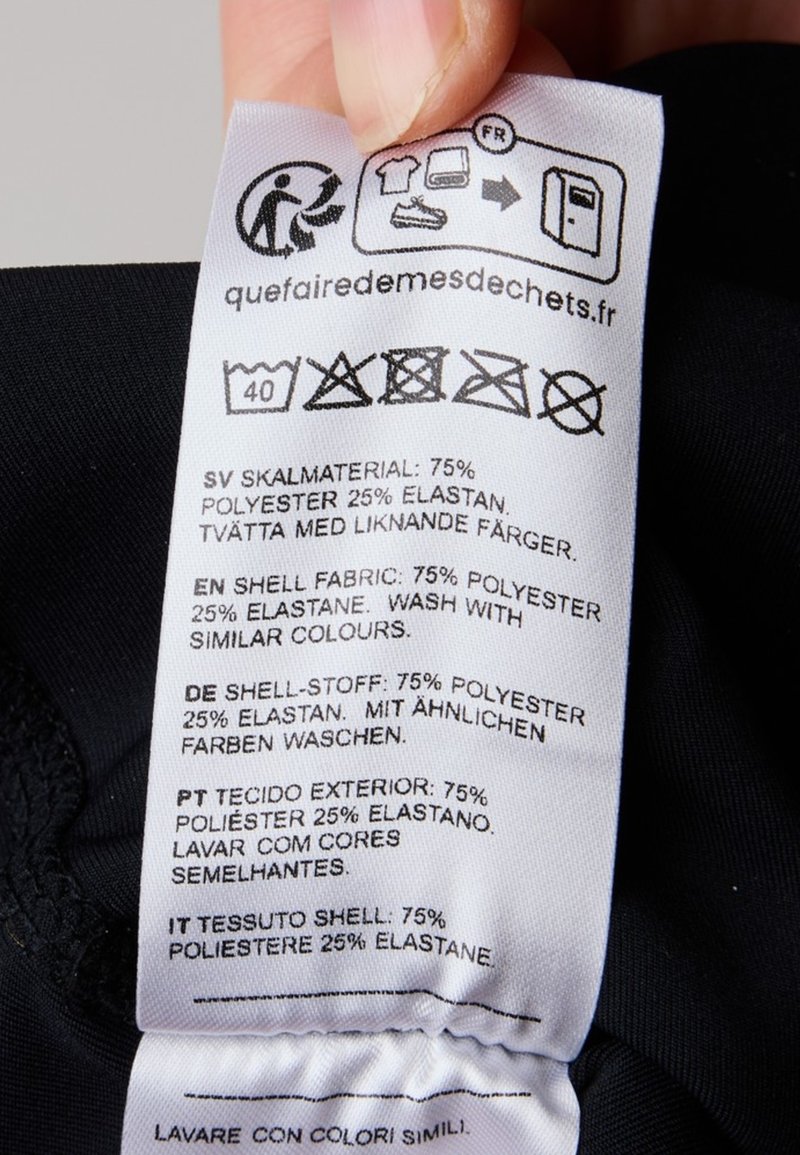 FR
quefairedemesdechets.fr
40
SV SKALMATERIAL: 75%
POLYESTER 25% ELASTAN.
TVÄTTA MED LIKNANDE FÄRGER.
EN SHELL FABRIC: 75% POLYESTER
25% ELASTANE. WASH WITH
SIMILAR COLOURS.
DE SHELL-STOFF: 75% POLYESTER
25% ELASTAN. MIT ÄHNLICHEN
FARBEN WASCHEN.
PT TECIDO EXTERIOR: 75%
POLIÉSTER 25% ELASTANO.
LAVAR COM CORES
SEMELHANTES.
IT TESSUTO SHELL: 75%
POLIESTERE 25% ELASTANE.
LAVARE CON COLORI SIMILI.